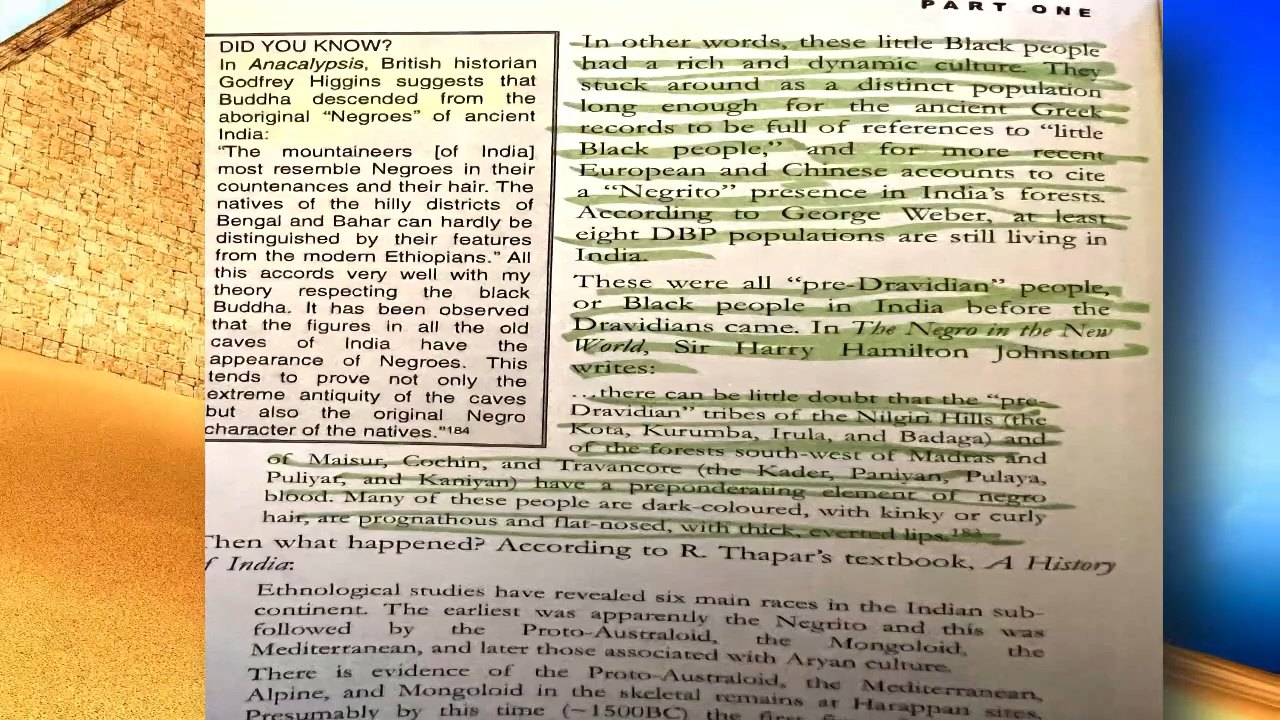 PART ONE
DID YOU KNOW?
In Anacalypsis, British historian
Godfrey Higgins suggests that
Buddha descended from the
aboriginal “Negroes” of ancient
India:
“The mountaineers [of India]
most resemble Negroes in their
countenances and their hair. The
natives of the hilly districts of
Bengal and Bahar can hardly be
distinguished by their features
from the modern Ethiopians.” All
this accords very well with my
theory respecting the black
Buddha. It has been observed
that the figures in all the old
caves of India have the
appearance of Negroes. This
tends to prove not only the
extreme antiquity of the caves
but also the original Negro
character of the natives.”184
In other words, these little Black people
had a rich and dynamic culture. They
stuck around as a distinct population
long enough for the ancient Greek
records to be full of references to “little
Black people,” and for more recent
European and Chinese accounts to cite
a “Negrito” presence in India’s forests.
According to George Weber, at least
eight DBP populations are still living in
India.
These were all “pre-Dravidian” people,
or Black people in India before the
Dravidians came. In The Negro in the New
World, Sir Harry Hamilton Johnston
writes:
…there can be little doubt that the “pre-
Dravidian” tribes of the Nilgiri Hills (the
Kota, Kurumba, Irula, and Badaga) and
of the forests south-west of Madras and
of Maisur, Cochin, and Travancore (the Kader, Paniyan, Pulaya,
Puliyar, and Kaniyan) have a preponderating element of negro
blood. Many of these people are dark-coloured, with kinky or curly
hair, are prognathous and flat-nosed, with thick, everted lips.
Then what happened? According to R. Thapar’s textbook, A History
f India:
Ethnological studies have revealed six main races in the Indian sub-
continent. The earliest was apparently the Negrito and this was
followed by the Proto-Australoid, the Mongoloid, the
Mediterranean, and later those associated with Aryan culture.
There is evidence of the Proto-Australoid, the Mediterranean,
Alpine, and Mongoloid in the skeletal remains at Harappan sites.
Presumably by this time (~1500BC) the first